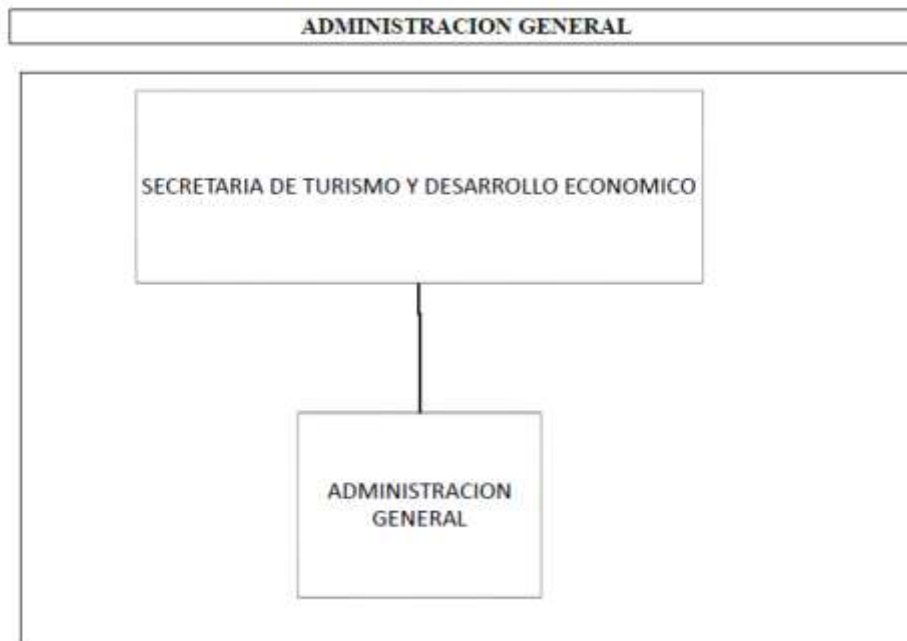 ADMINISTRACION GENERAL
SECRETARIA DE TURISMO Y DESARROLLO ECONOMICO
ADMINISTRACION
GENERAL